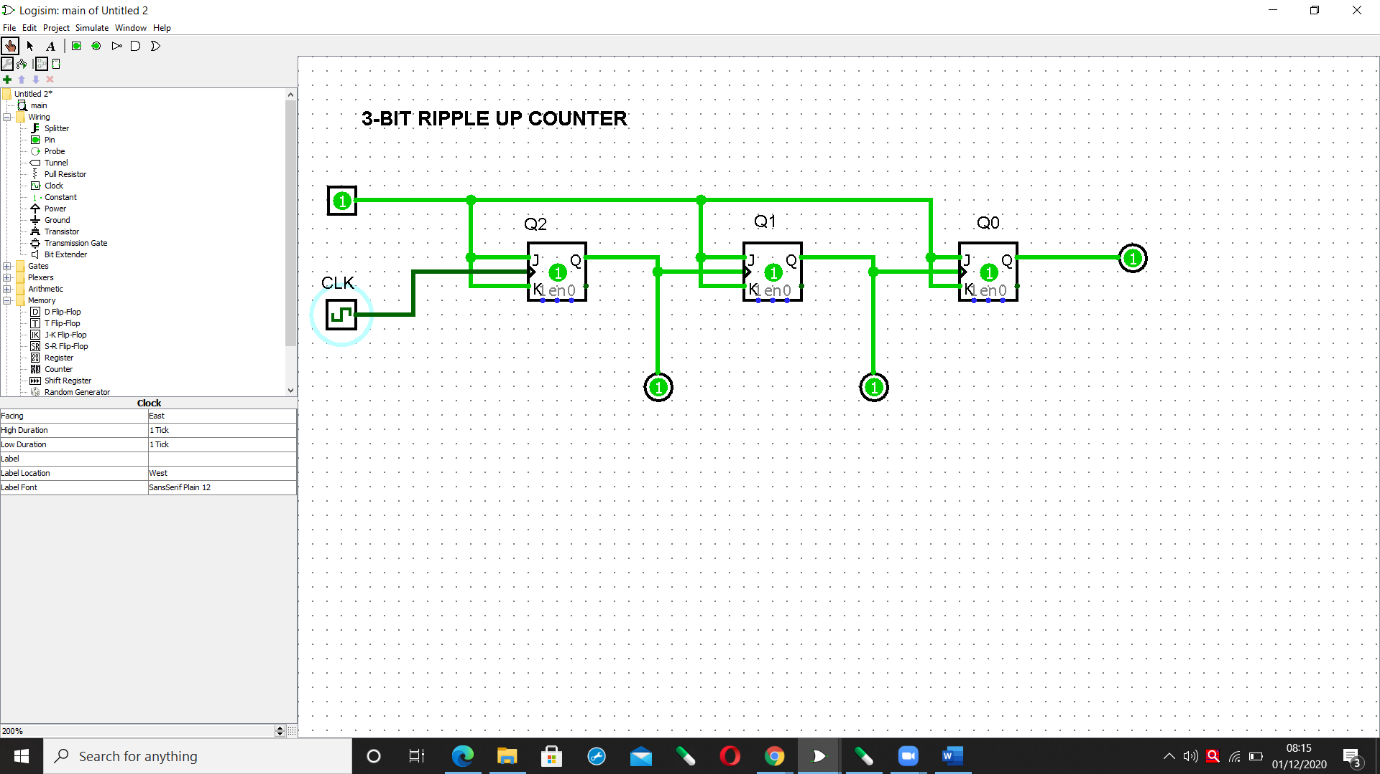 Logisim: main of Untitled 2
File Edit Project Simulate Window Help
A
Untitled 2*
main
Wiring
Splitter
Pin
Probe
Tunnel
Pull Resistor
Clock
Constant
Power
Ground
Transistor
Transmission Gate
Bit Extender
Gates
Plexers
Arithmetic
Memory
D Flip-Flop
T Flip-Flop
J-K Flip-Flop
S-R Flip-Flop
Register
Counter
Shift Register
Random Generator
Clock
Facing East
High Duration 1 Tick
Low Duration 1 Tick
Label
Label Location West
Label Font SansSerif Plain 12
200%
3-BIT RIPPLE UP COUNTER
1
Q2 Q1 Q0
J Q J Q J Q 1
1 1 1
K 1en0 K 1en0 K 1en0
CLK
1 1
Search for anything
08:15
01/12/2020
3